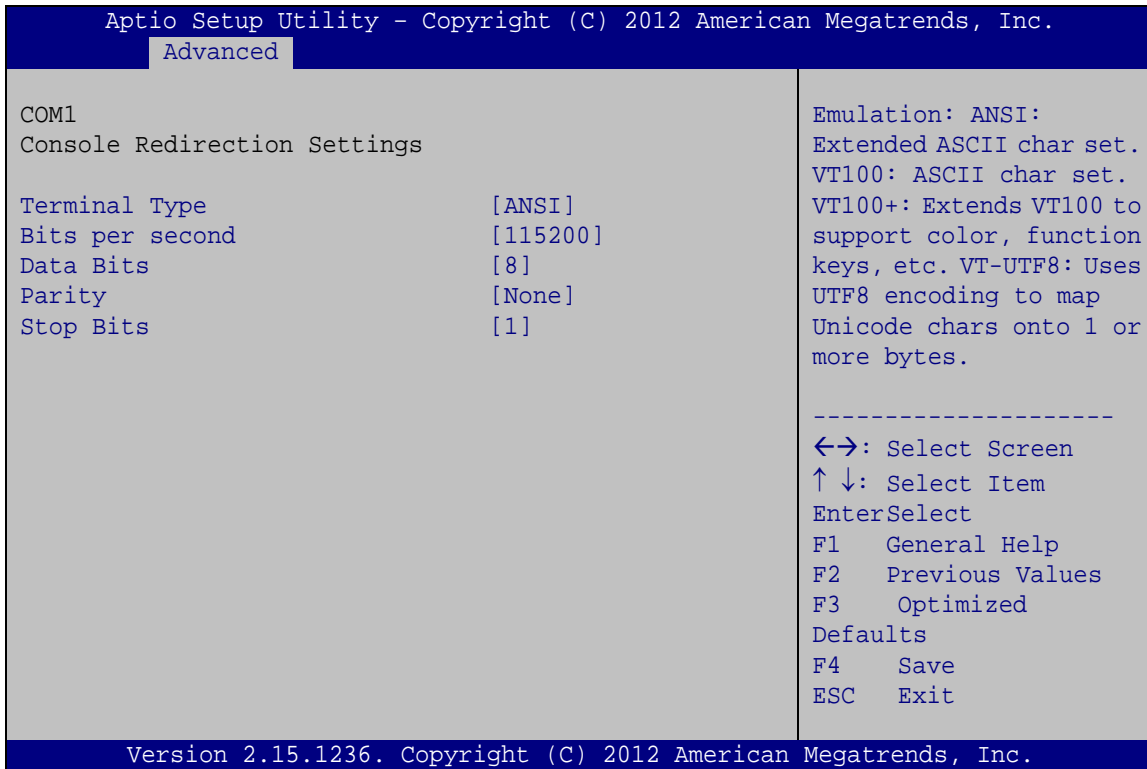 Aptio Setup Utility – Copyright (C) 2012 American Megatrends, Inc.
Advanced
COM1
Console Redirection Settings
Terminal Type [ANSI]
Bits per second [115200]
Data Bits [8]
Parity [None]
Stop Bits [1]
Emulation: ANSI:
Extended ASCII char set.
VT100: ASCII char set.
VT100+: Extends VT100 to
support color, function
keys, etc. VT-UTF8: Uses
UTF8 encoding to map
Unicode chars onto 1 or
more bytes.
---------------------
←→: Select Screen
↑ ↓: Select Item
EnterSelect
F1 General Help
F2 Previous Values
F3 Optimized
Defaults
F4 Save
ESC Exit
Version 2.15.1236. Copyright (C) 2012 American Megatrends, Inc.